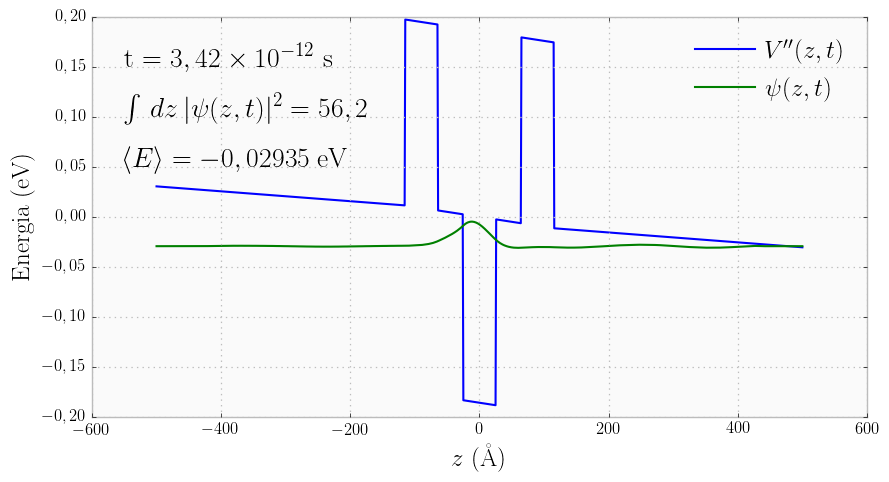 0,20
0,15
0,10
0,05
0,00
−0,05
−0,10
−0,15
−0,20
Energia (eV)
t = 3,42 × 10⁻¹² s
∫ dz |ψ(z,t)|² = 56,2
⟨E⟩ = −0,02935 eV
V″(z,t)
ψ(z,t)
−600 −400 −200 0 200 400 600
z (Å)